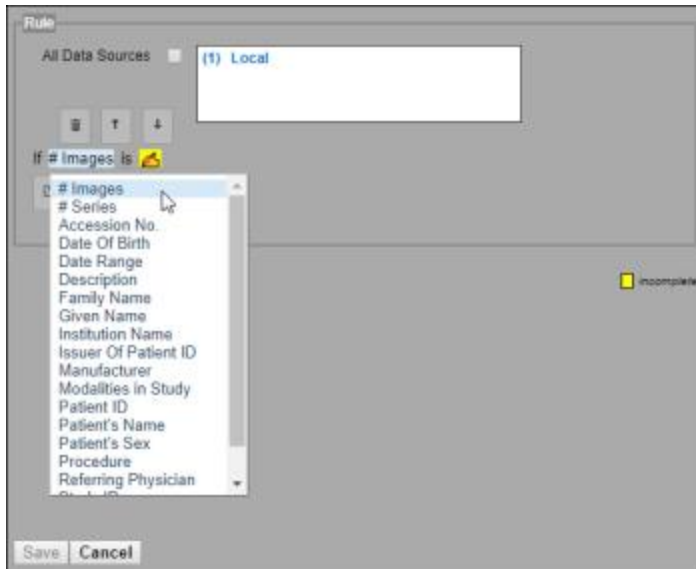 Rule
All Data Sources
(1) Local
If # Images is
# Images
# Series
Accession No.
Date Of Birth
Date Range
Description
Family Name
Given Name
Institution Name
Issuer Of Patient ID
Manufacturer
Modalities in Study
Patient ID
Patient's Name
Patient's Sex
Procedure
Referring Physician
incomplete
Save Cancel